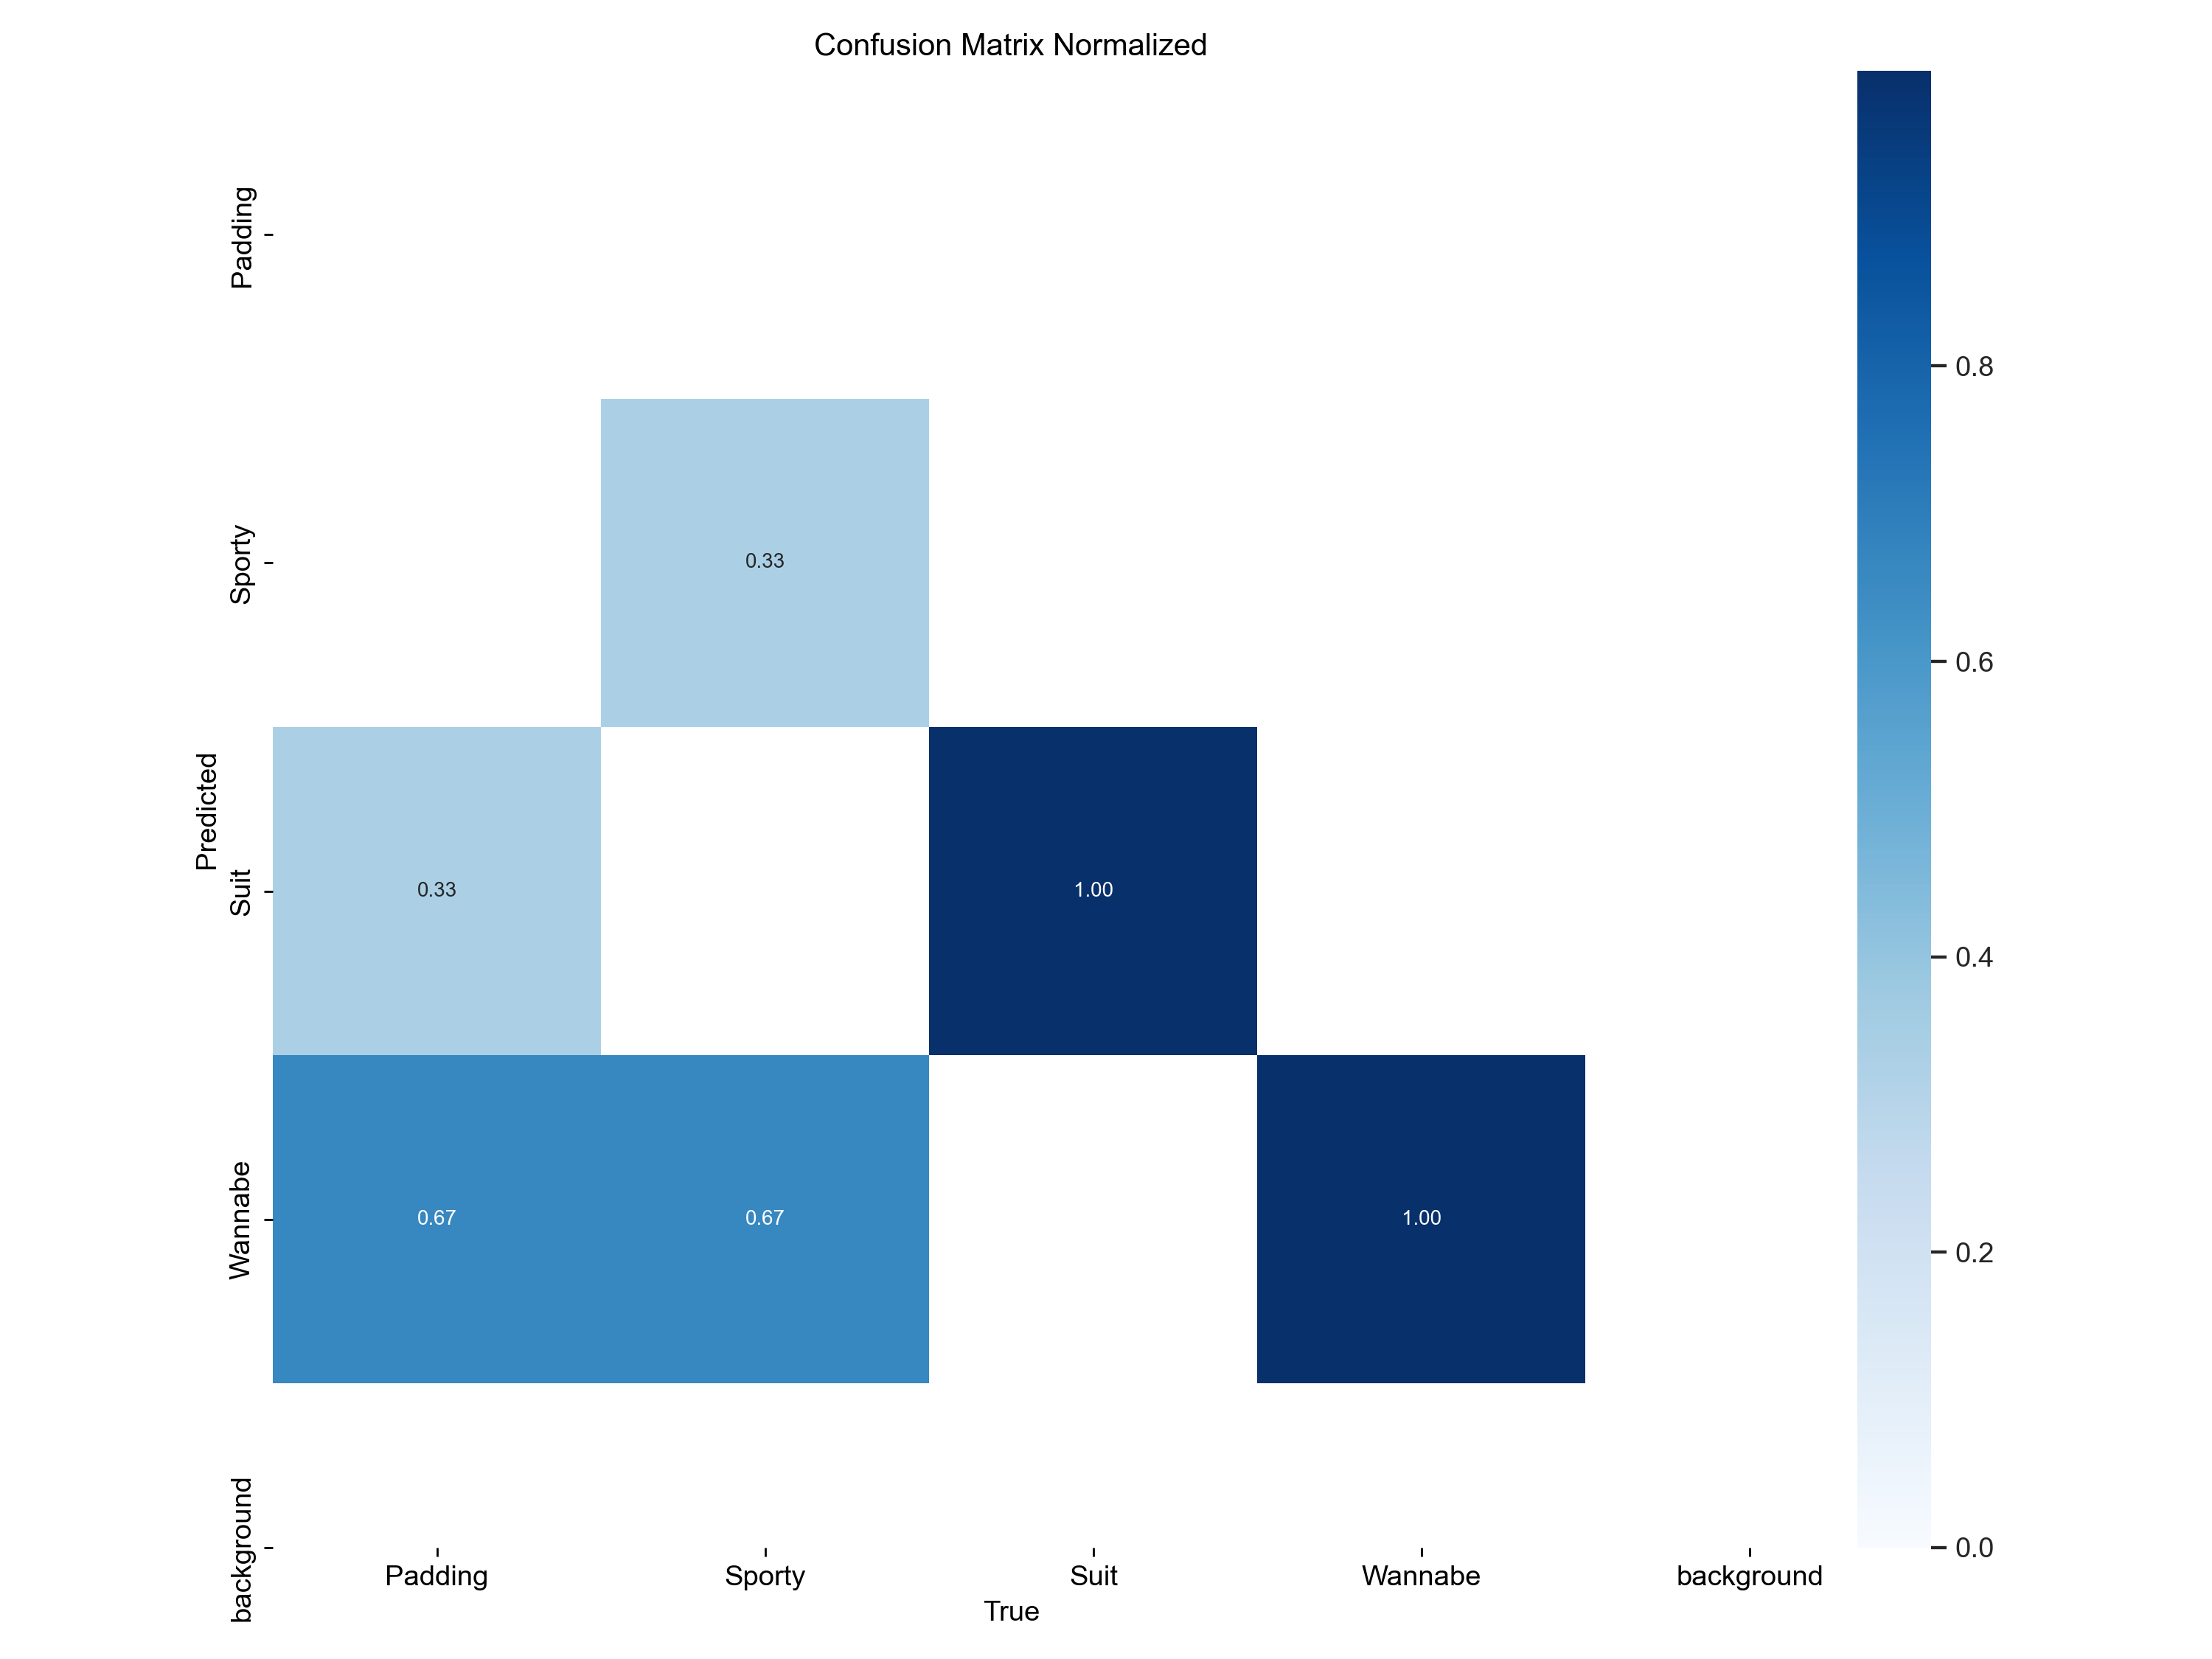 Confusion Matrix Normalized
Padding
Sporty
Suit
Wannabe
background
Predicted
0.33
0.33
1.00
0.67
0.67
1.00
Padding
Sporty
Suit
Wannabe
background
True
0.8
0.6
0.4
0.2
0.0